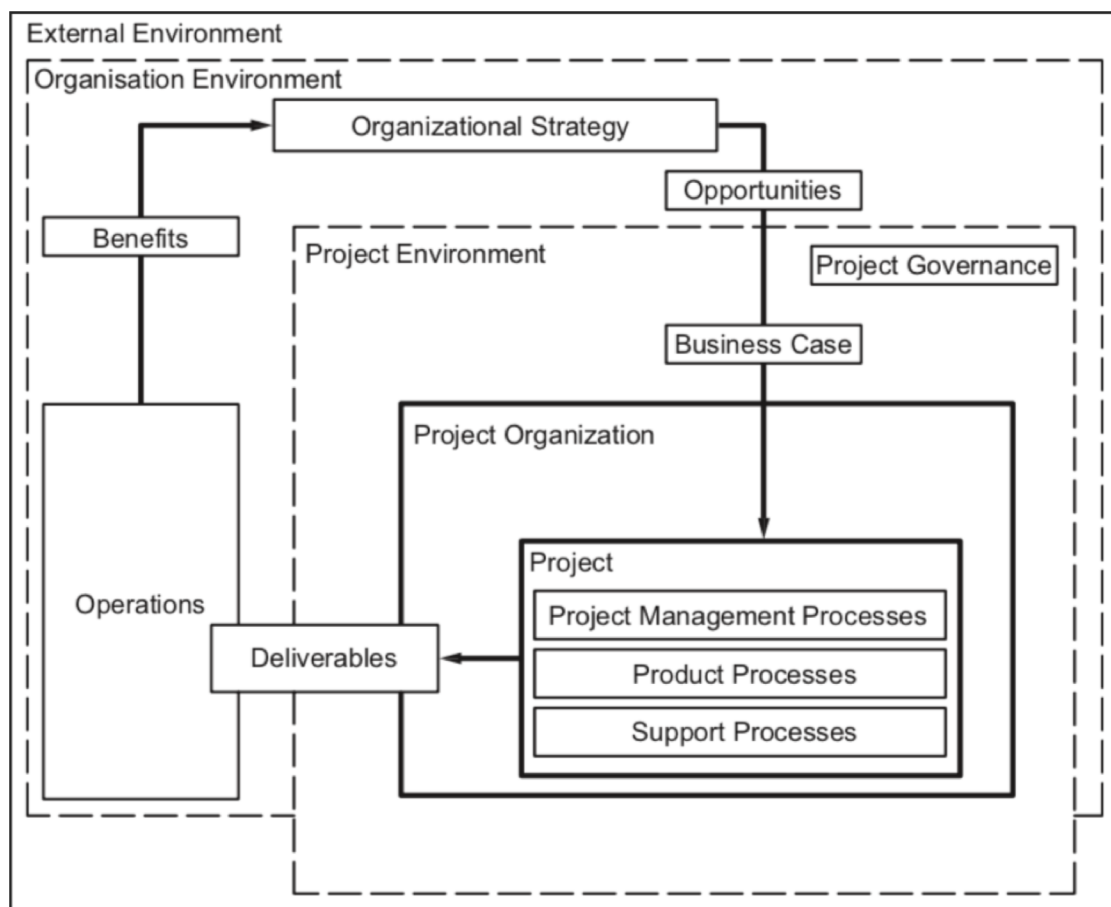 External Environment
Organisation Environment
Organizational Strategy
Opportunities
Benefits
Project Environment
Project Governance
Business Case
Project Organization
Project
Project Management Processes
Operations
Deliverables
Product Processes
Support Processes